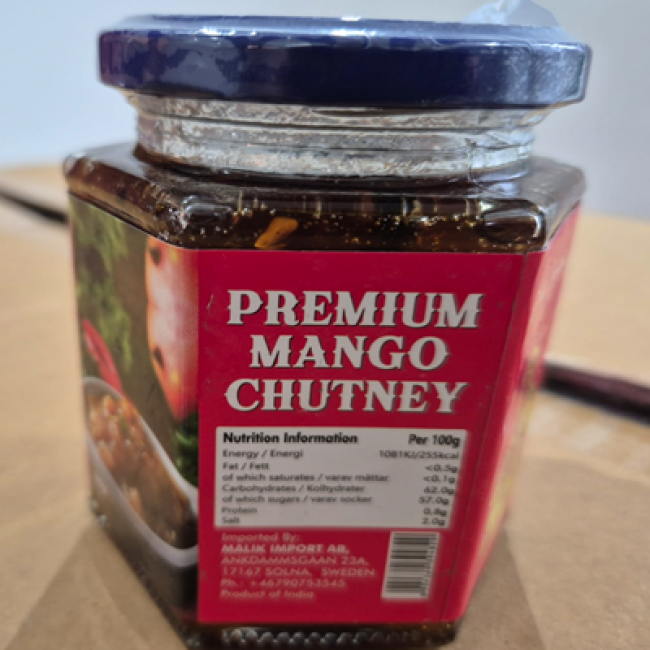 PREMIUM
MANGO
CHUTNEY
Nutrition Information Per 100g
Energy / Energi 1081KJ/255kcal
Fat / Fett <0.5g
of which saturates / varav mättar <0.1g
Carbohydrates / Kolhydrater 62.0g
of which sugars / varav socker 57.0g
Protein 0.8g
Salt 2.0g
Imported By:
MALIK IMPORT AB,
ANKDAMMSGAAN 23A,
17167 SOLNA, SWEDEN
Ph.: +46790753545
Product of India